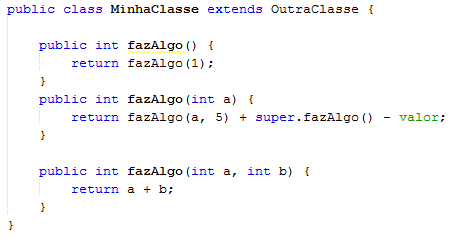 public class MinhaClasse extends OutraClasse {
public int fazAlgo() {
return fazAlgo(1);
}
public int fazAlgo(int a) {
return fazAlgo(a, 5) + super.fazAlgo() - valor;
}
public int fazAlgo(int a, int b) {
return a + b;
}
}